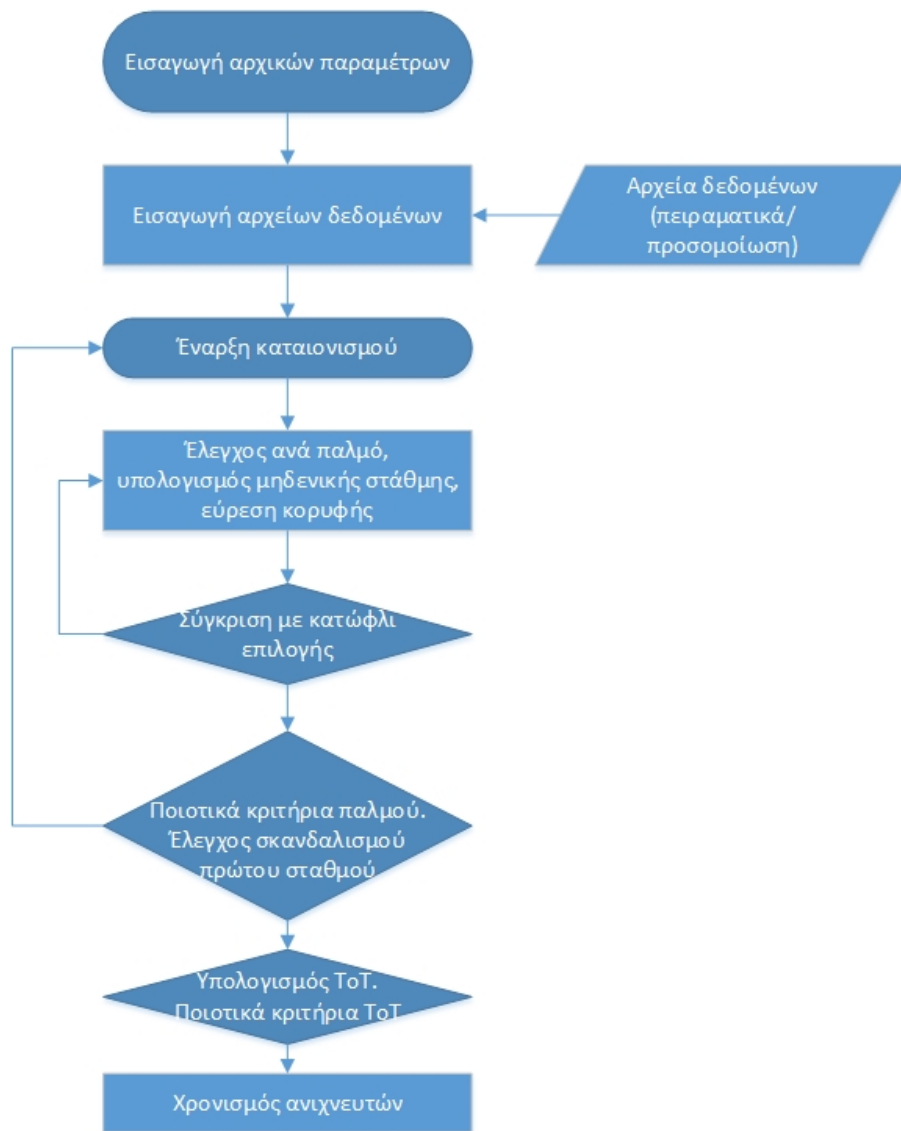 Εισαγωγή αρχικών παραμέτρων
Εισαγωγή αρχείων δεδομένων
Αρχεία δεδομένων
(πειραματικά/
προσομοίωση)
Έναρξη καταιονισμού
Έλεγχος ανά παλμό,
υπολογισμός μηδενικής στάθμης,
εύρεση κορυφής
Σύγκριση με κατώφλι
επιλογής
Ποιοτικά κριτήρια παλμού.
Έλεγχος σκανδαλισμού
πρώτου σταθμού
Υπολογισμός ToT.
Ποιοτικά κριτήρια ToT
Χρονισμός ανιχνευτών